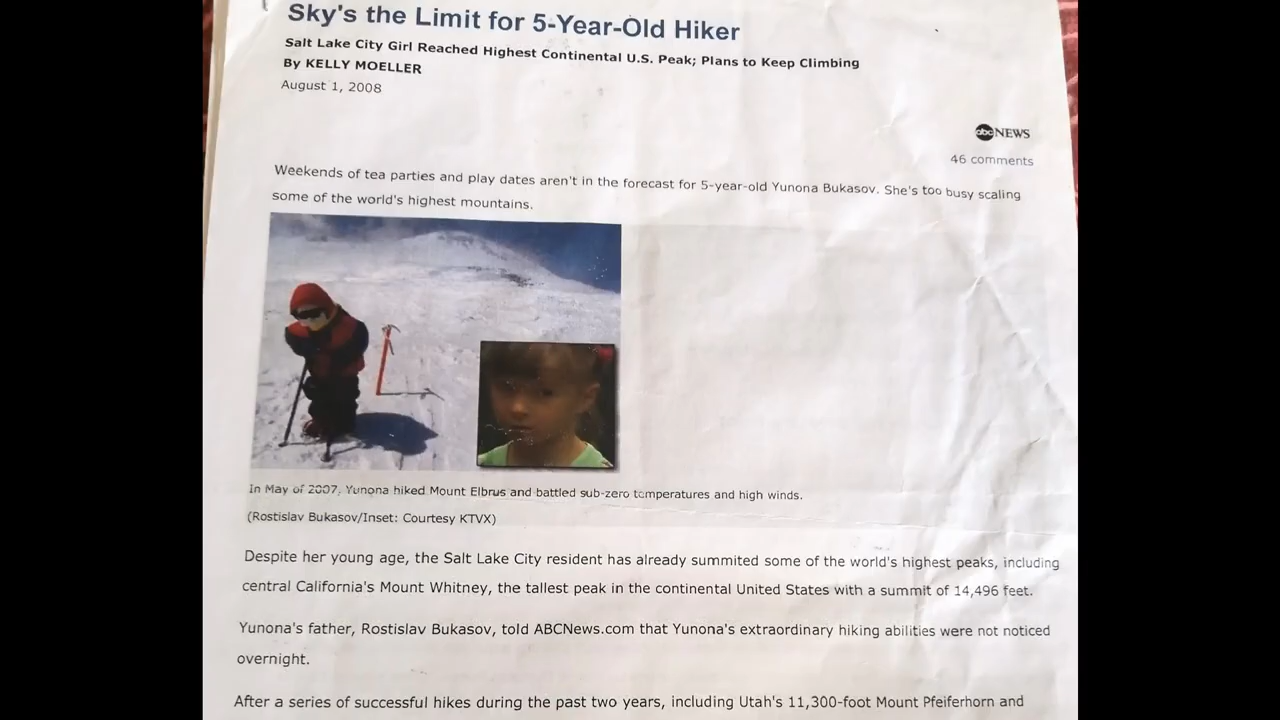 Sky's the Limit for 5-Year-Old Hiker
Salt Lake City Girl Reached Highest Continental U.S. Peak; Plans to Keep Climbing
By KELLY MOELLER
August 1, 2008
abc NEWS
46 comments
Weekends of tea parties and play dates aren't in the forecast for 5-year-old Yunona Bukasov. She's too busy scaling
some of the world's highest mountains.
In May of 2007, Yunona hiked Mount Elbrus and battled sub-zero temperatures and high winds.
(Rostislav Bukasov/Inset: Courtesy KTVX)
Despite her young age, the Salt Lake City resident has already summited some of the world's highest peaks, including
central California's Mount Whitney, the tallest peak in the continental United States with a summit of 14,496 feet.
Yunona's father, Rostislav Bukasov, told ABCNews.com that Yunona's extraordinary hiking abilities were not noticed
overnight.
After a series of successful hikes during the past two years, including Utah's 11,300-foot Mount Pfeiferhorn and